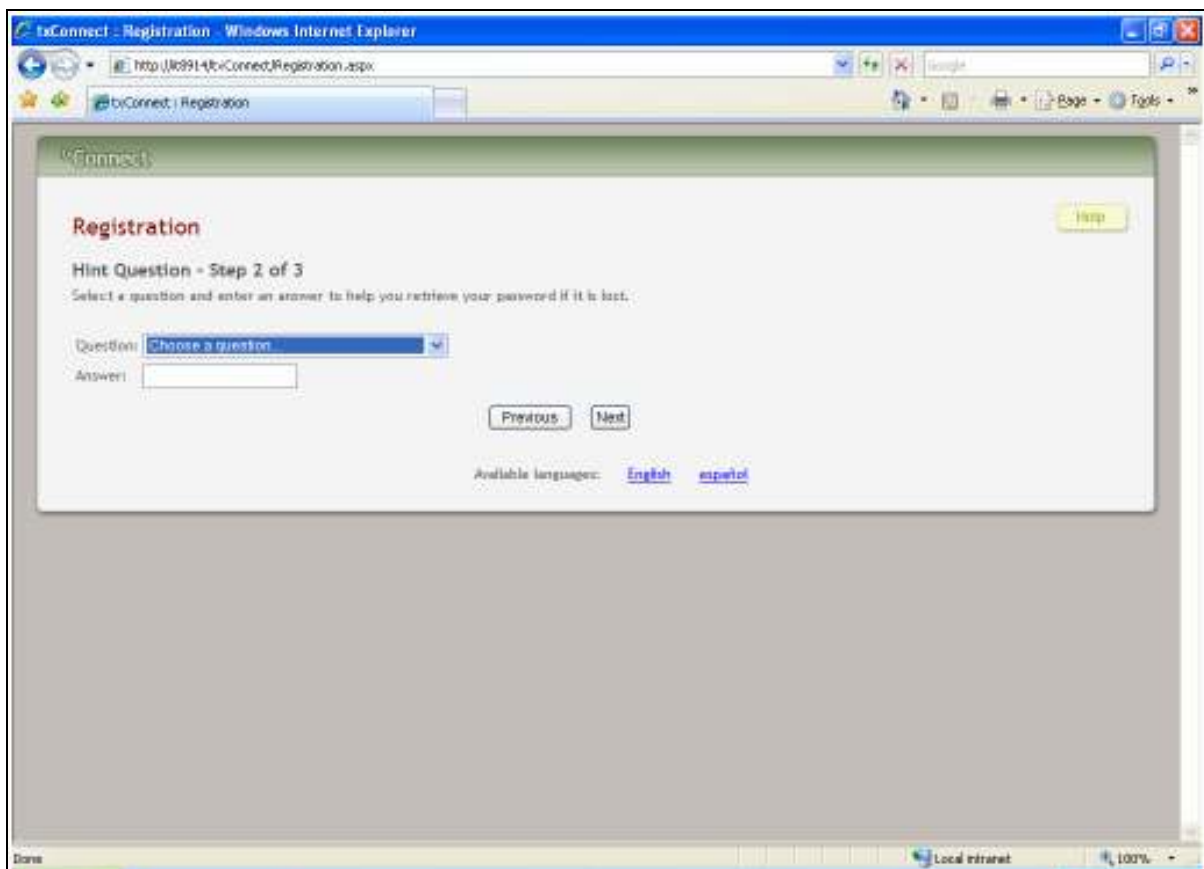 txConnect : Registration - Windows Internet Explorer
Google
txConnect : Registration
Page
Tools
txConnect
Registration
Help
Hint Question - Step 2 of 3
Select a question and enter an answer to help you retrieve your password if it is lost.
Question: Choose a question...
Answer:
Previous Next
Available languages: English español
Done Local intranet 100%